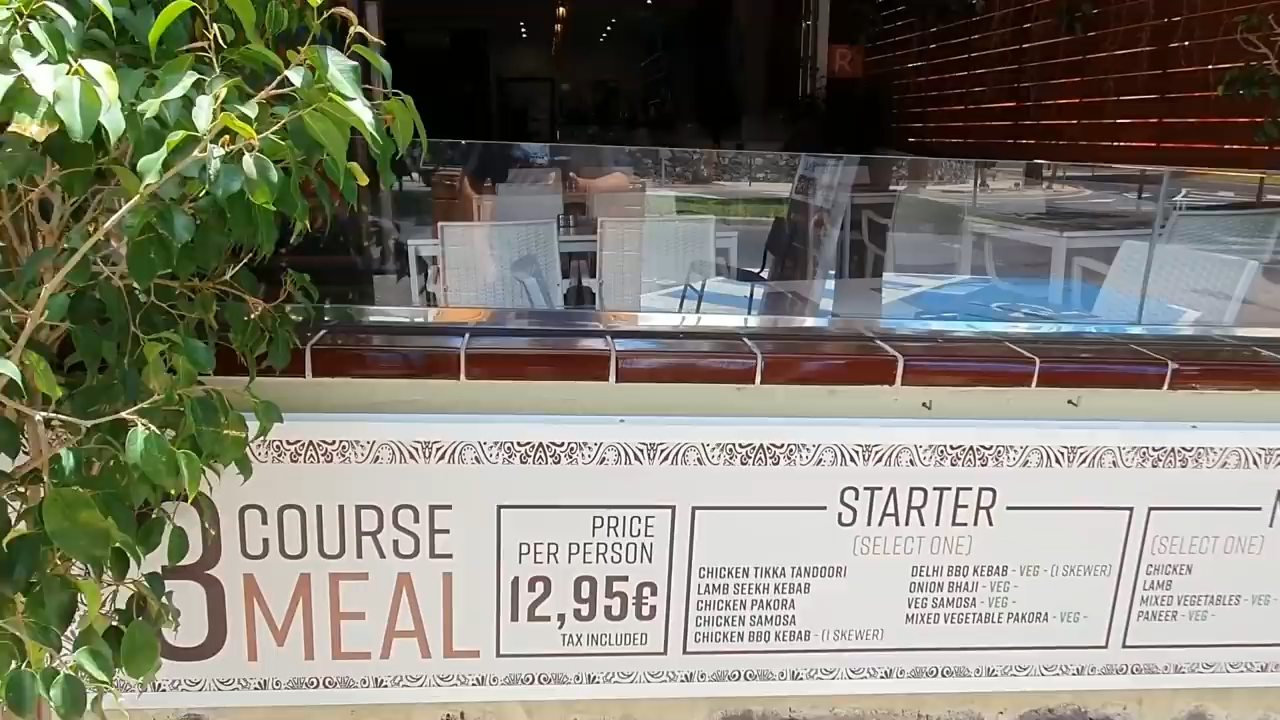 R
3 COURSE
MEAL
PRICE
PER PERSON
12,95€
TAX INCLUDED
STARTER
(SELECT ONE)
CHICKEN TIKKA TANDOORI
LAMB SEEKH KEBAB
CHICKEN PAKORA
CHICKEN SAMOSA
CHICKEN BBQ KEBAB - (1 SKEWER)
DELHI BBQ KEBAB - VEG - (1 SKEWER)
ONION BHAJI - VEG -
VEG SAMOSA - VEG -
MIXED VEGETABLE PAKORA - VEG -
(SELECT ONE)
CHICKEN
LAMB
MIXED VEGETABLES - VEG -
PANEER - VEG -